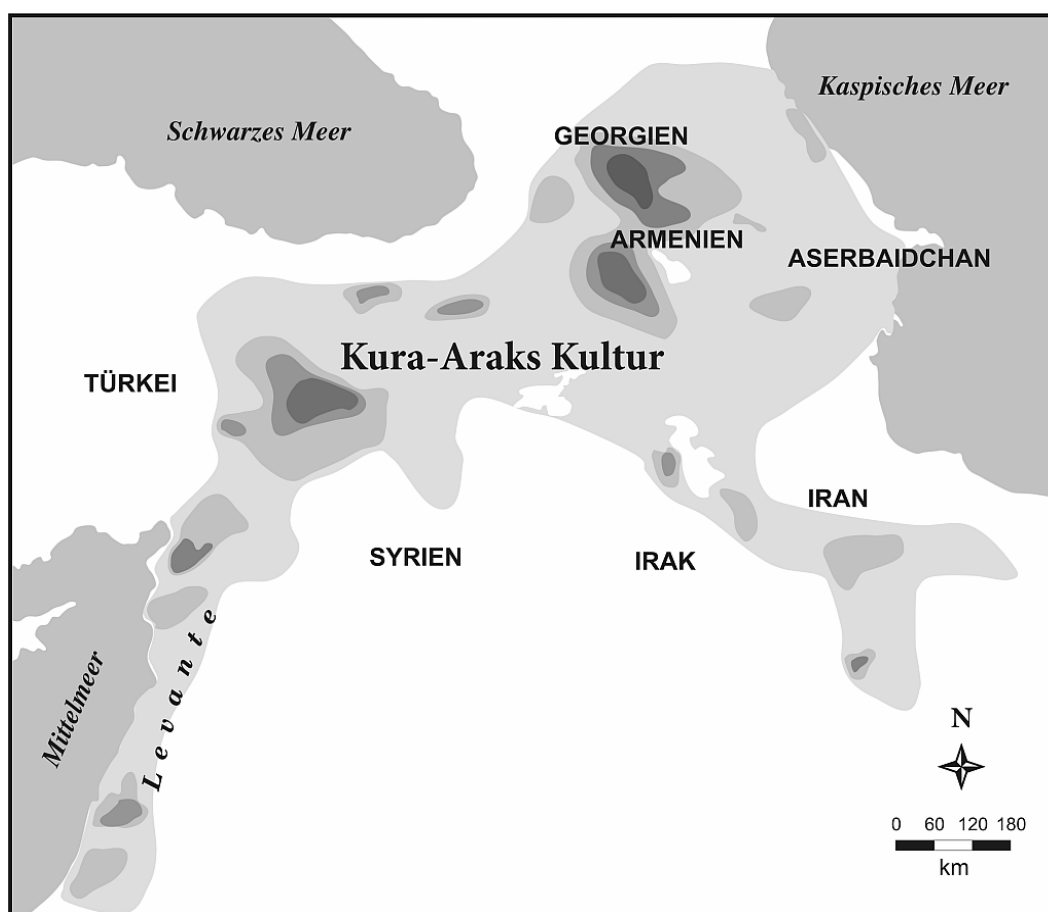 Kaspisches Meer
Schwarzes Meer
GEORGIEN
ARMENIEN
ASERBAIDCHAN
Kura-Araks Kultur
TÜRKEI
IRAN
SYRIEN
IRAK
Levante
Mittelmeer
N
0 60 120 180
km